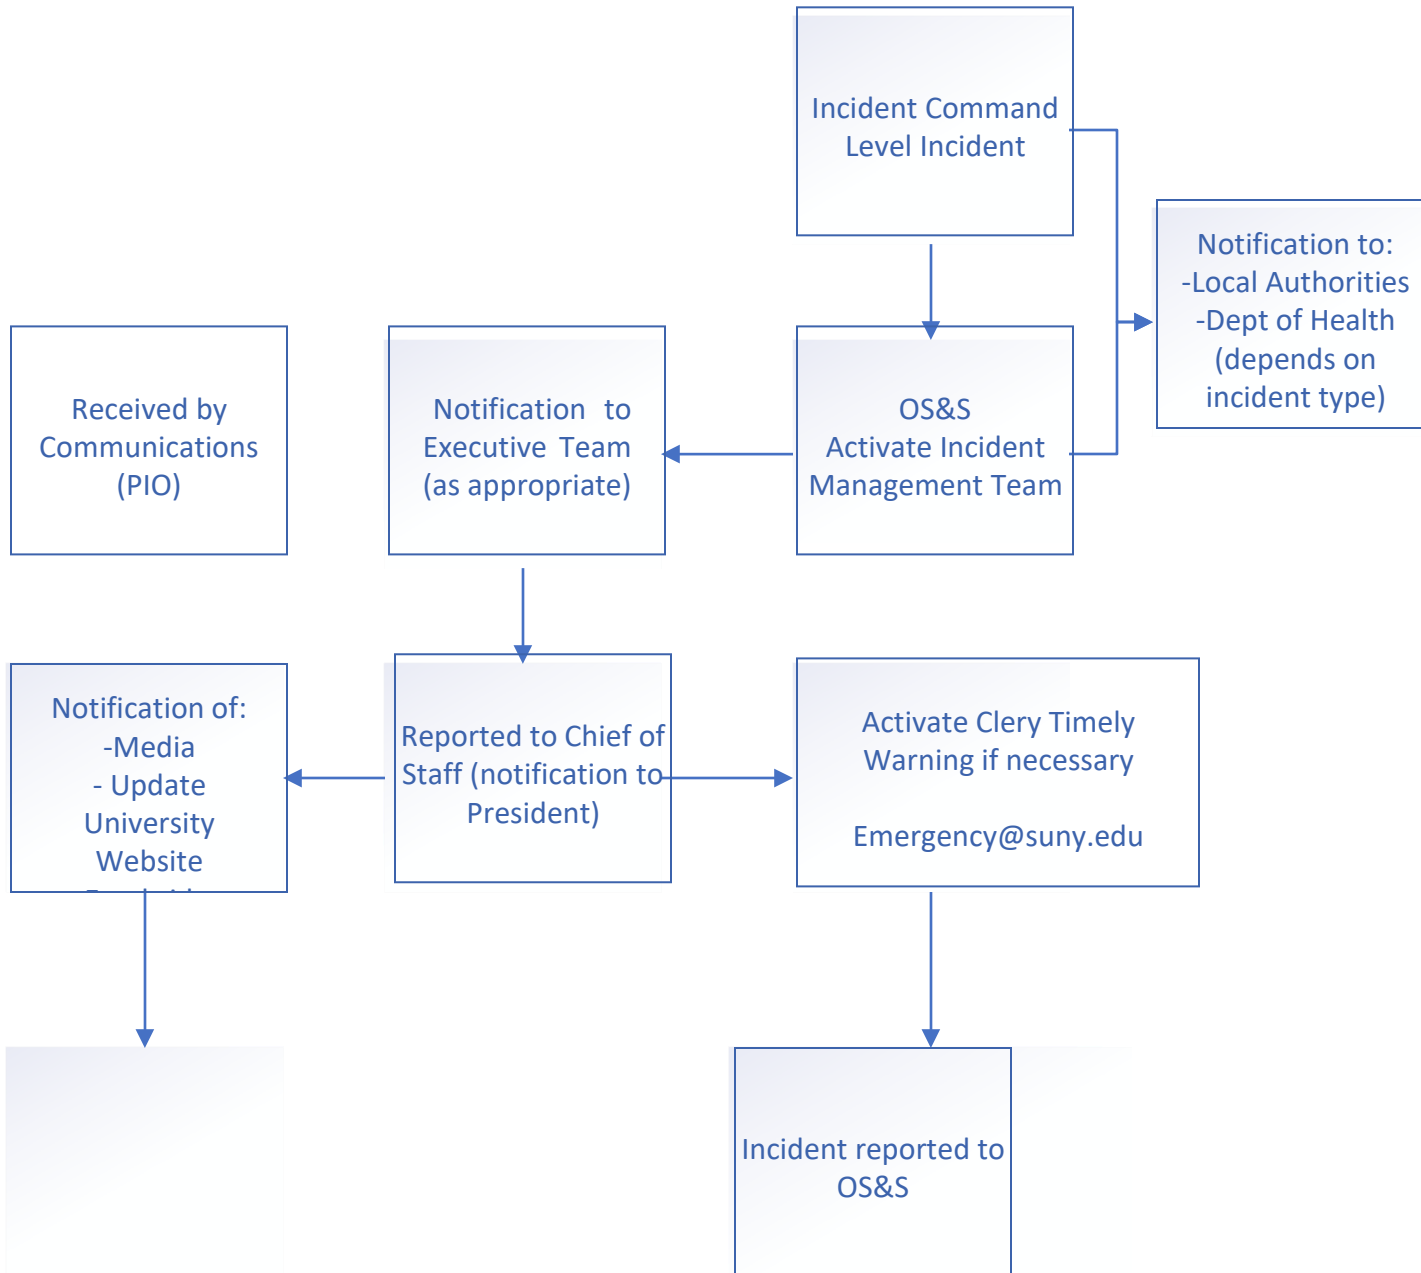 Incident Command
Level Incident
Notification to:
-Local Authorities
-Dept of Health
(depends on
incident type)
Received by
Communications
(PIO)
Notification to
Executive Team
(as appropriate)
OS&S
Activate Incident
Management Team
Notification of:
-Media
- Update
University
Website
Reported to Chief of
Staff (notification to
President)
Activate Clery Timely
Warning if necessary
Emergency@suny.edu
Incident reported to
OS&S